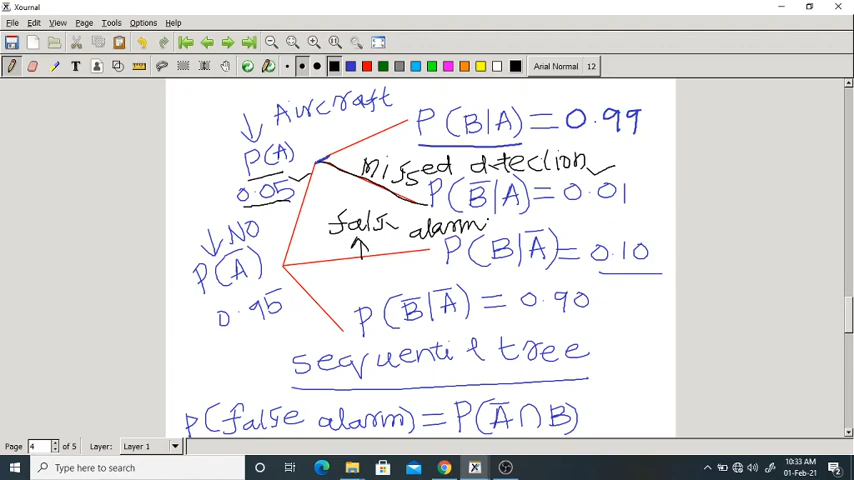 Xournal
File Edit View Page Tools Options Help
Arial Normal 12
Aircraft
P(A)
0.05
P(B|A) = 0.99
Missed detection
P(B̅|A) = 0.01
false alarm
NO
P(A̅)
0.95
P(B|A̅) = 0.10
P(B̅|A̅) = 0.90
sequenti l tree
P(false alarm) = P(A̅∩B)
Page 4 of 5 Layer: Layer 1
Type here to search
10:33 AM
01-Feb-21
2